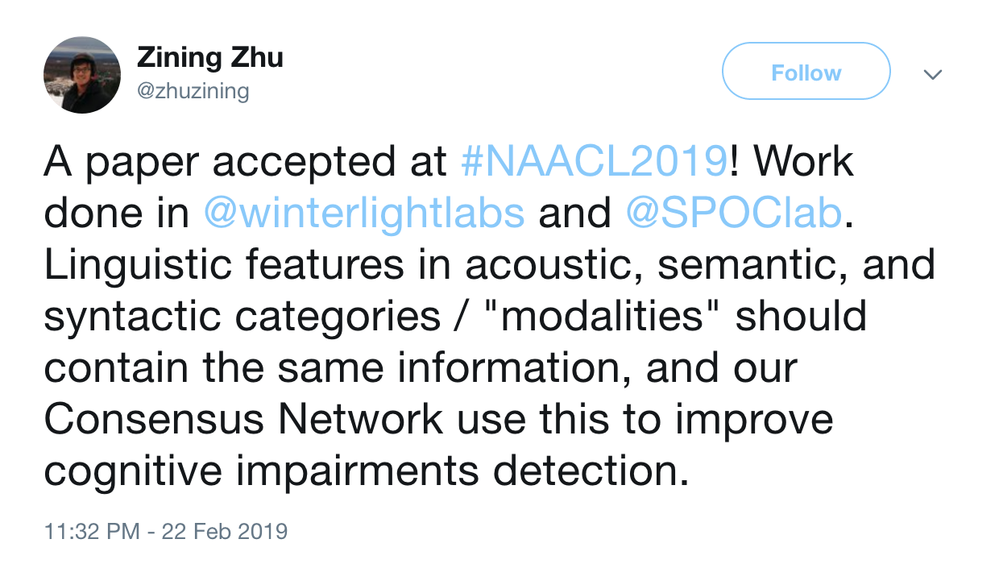 Zining Zhu
@zhuzining
Follow
A paper accepted at #NAACL2019! Work
done in @winterlightlabs and @SPOClab.
Linguistic features in acoustic, semantic, and
syntactic categories / "modalities" should
contain the same information, and our
Consensus Network use this to improve
cognitive impairments detection.
11:32 PM - 22 Feb 2019